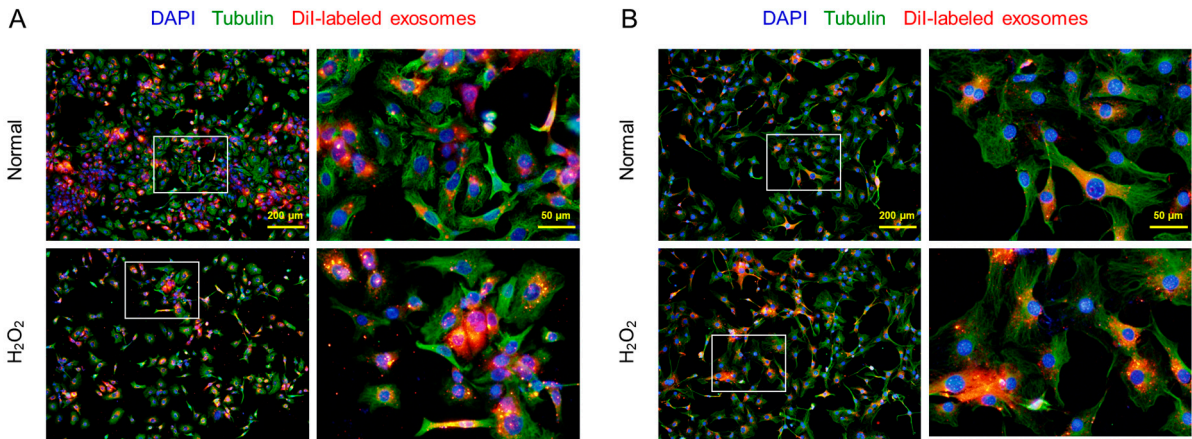 A
DAPI Tubulin DiI-labeled exosomes
Normal
200 µm
50 µm
H₂O₂
B
DAPI Tubulin DiI-labeled exosomes
Normal
200 µm
50 µm
H₂O₂